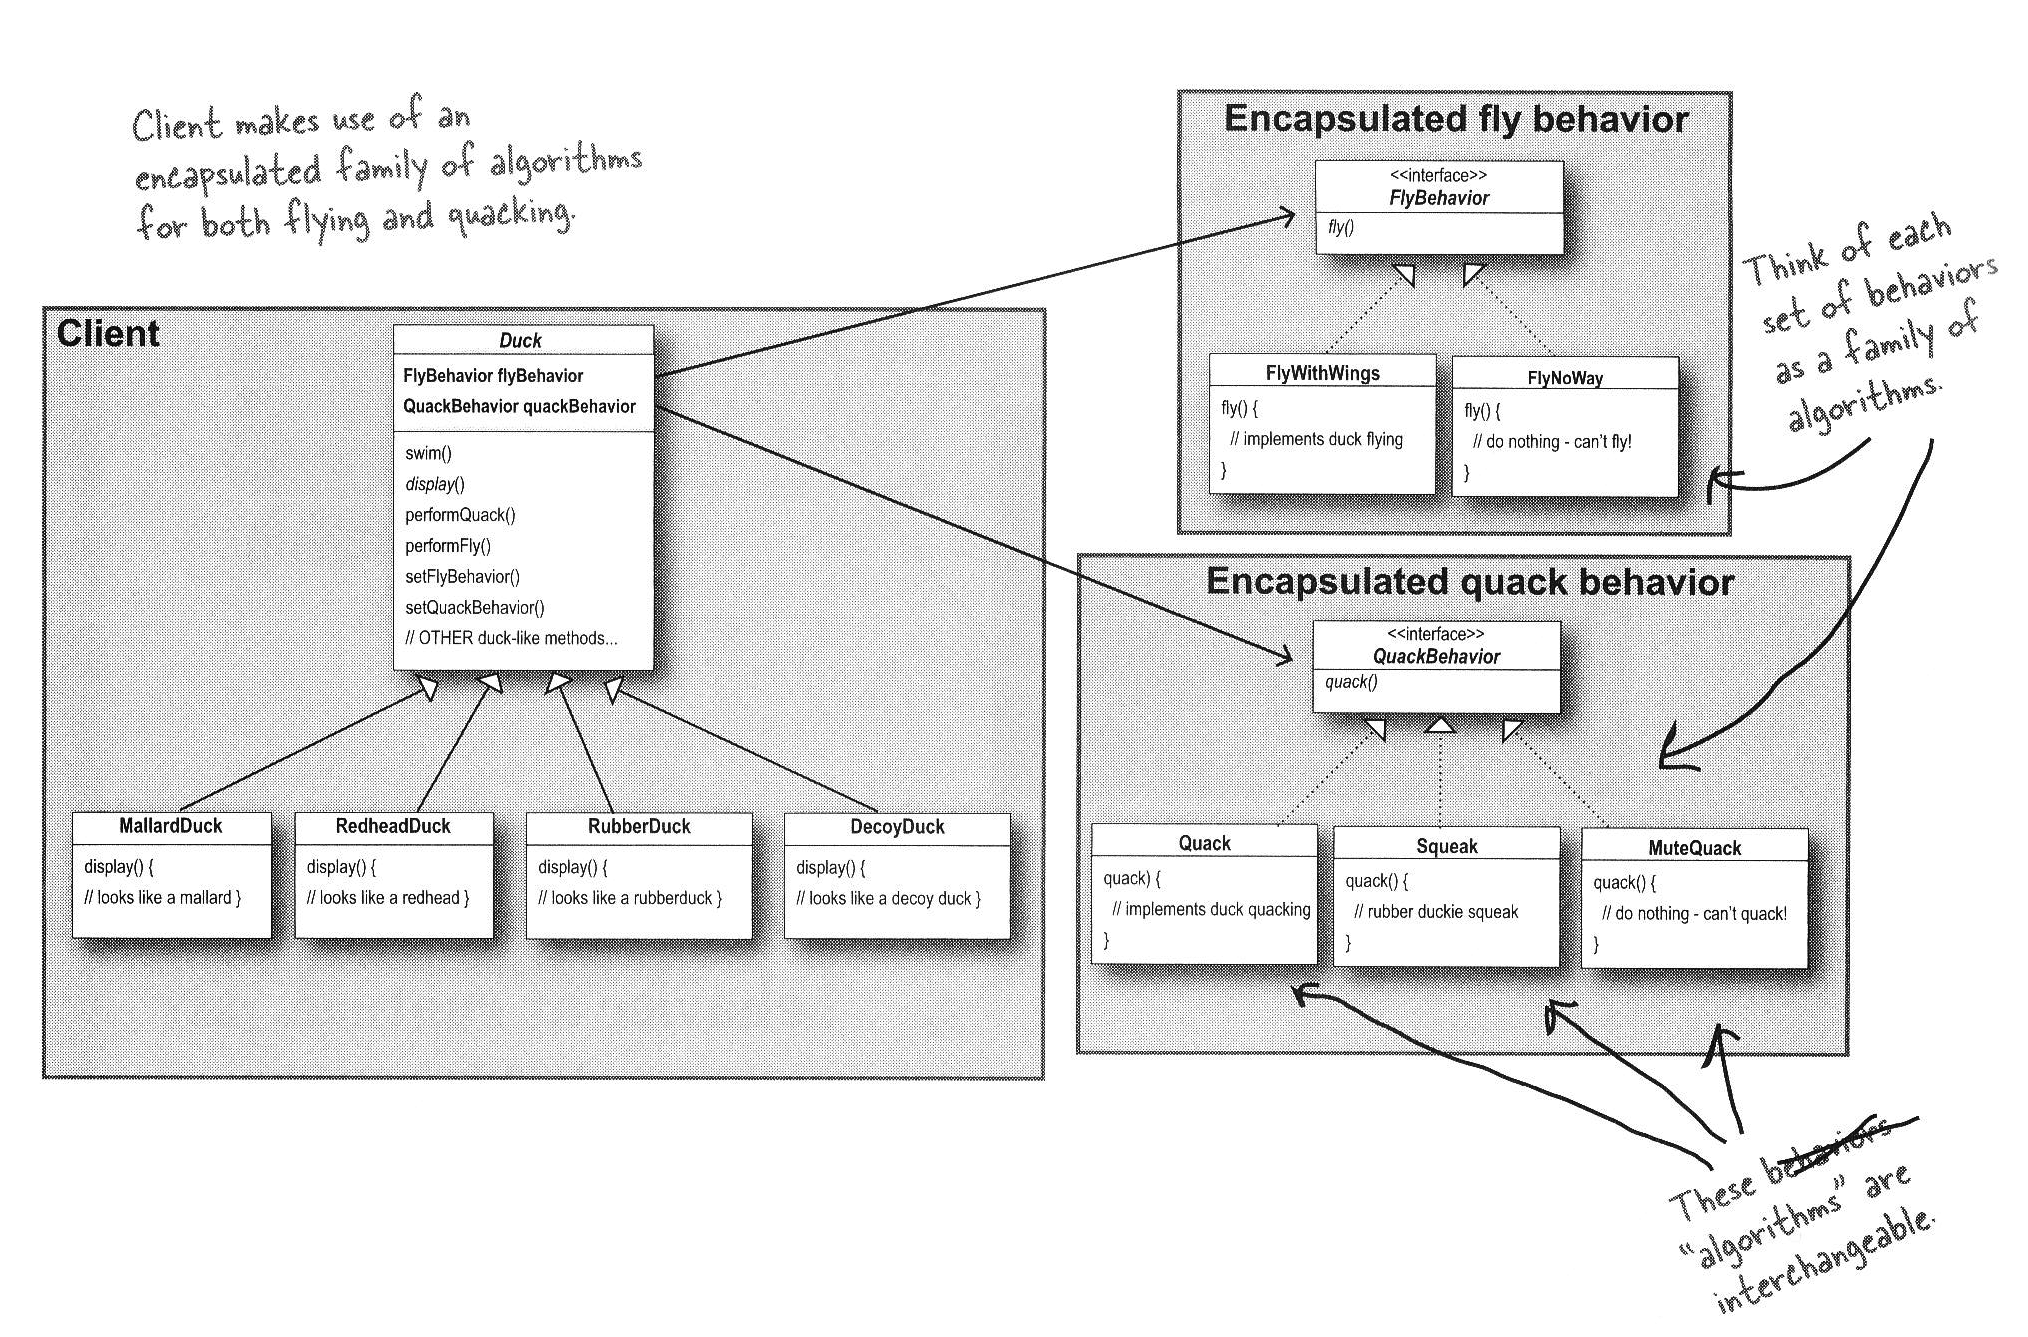 Client makes use of an
encapsulated family of algorithms
for both flying and quacking.
Client
Duck
FlyBehavior flyBehavior
QuackBehavior quackBehavior
swim()
display()
performQuack()
performFly()
setFlyBehavior()
setQuackBehavior()
// OTHER duck-like methods...
MallardDuck
display() {
// looks like a mallard }
RedheadDuck
display() {
// looks like a redhead }
RubberDuck
display() {
// looks like a rubberduck }
DecoyDuck
display() {
// looks like a decoy duck }
Encapsulated fly behavior
<<interface>>
FlyBehavior
fly()
FlyWithWings
fly() {
// implements duck flying
}
FlyNoWay
fly() {
// do nothing - can't fly!
}
Think of each
set of behaviors
as a family of
algorithms.
Encapsulated quack behavior
<<interface>>
QuackBehavior
quack()
Quack
quack) {
// implements duck quacking
}
Squeak
quack() {
// rubber duckie squeak
}
MuteQuack
quack() {
// do nothing - can't quack!
}
These behaviors
"algorithms" are
interchangeable.